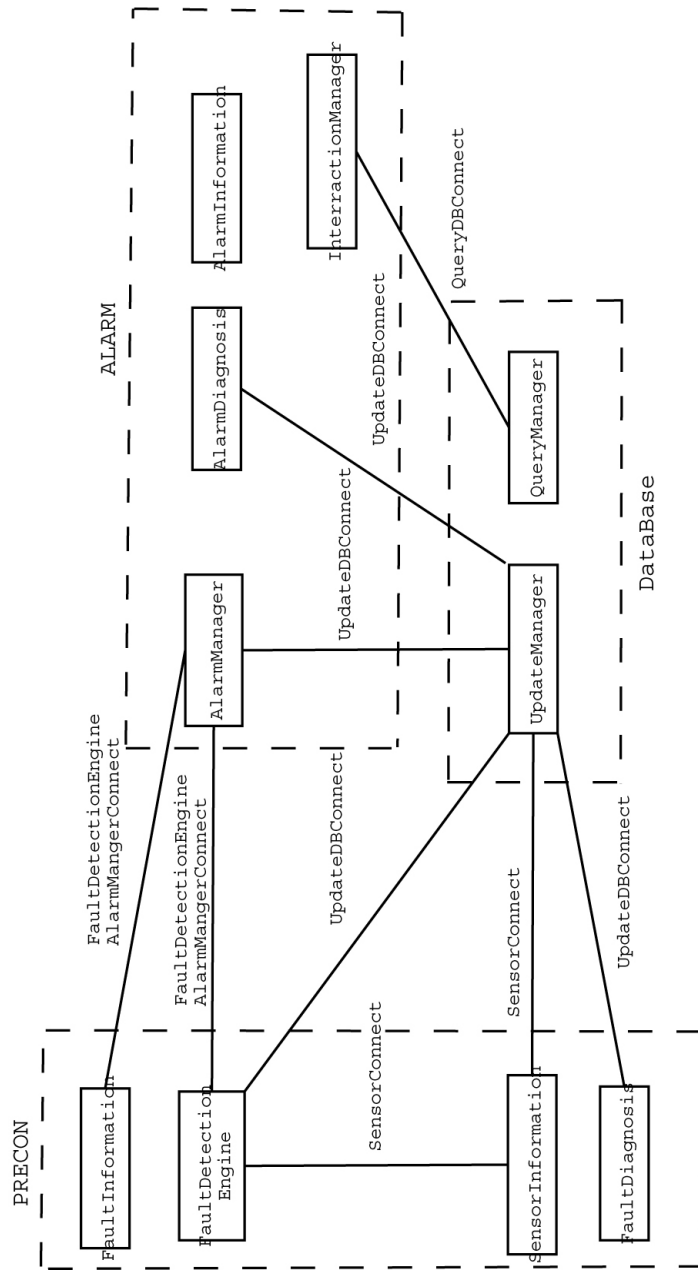 PRECON
FaultInformation
FaultDetection
Engine
SensorConnect
SensorInformation
FaultDiagnosis
FaultDetectionEngine
AlarmMangerConnect
FaultDetectionEngine
AlarmMangerConnect
UpdateDBConnect
SensorConnect
UpdateDBConnect
ALARM
AlarmManager
AlarmDiagnosis
AlarmInformation
InterractionManager
UpdateDBConnect
UpdateDBConnect
QueryDBConnect
UpdateManager
QueryManager
DataBase